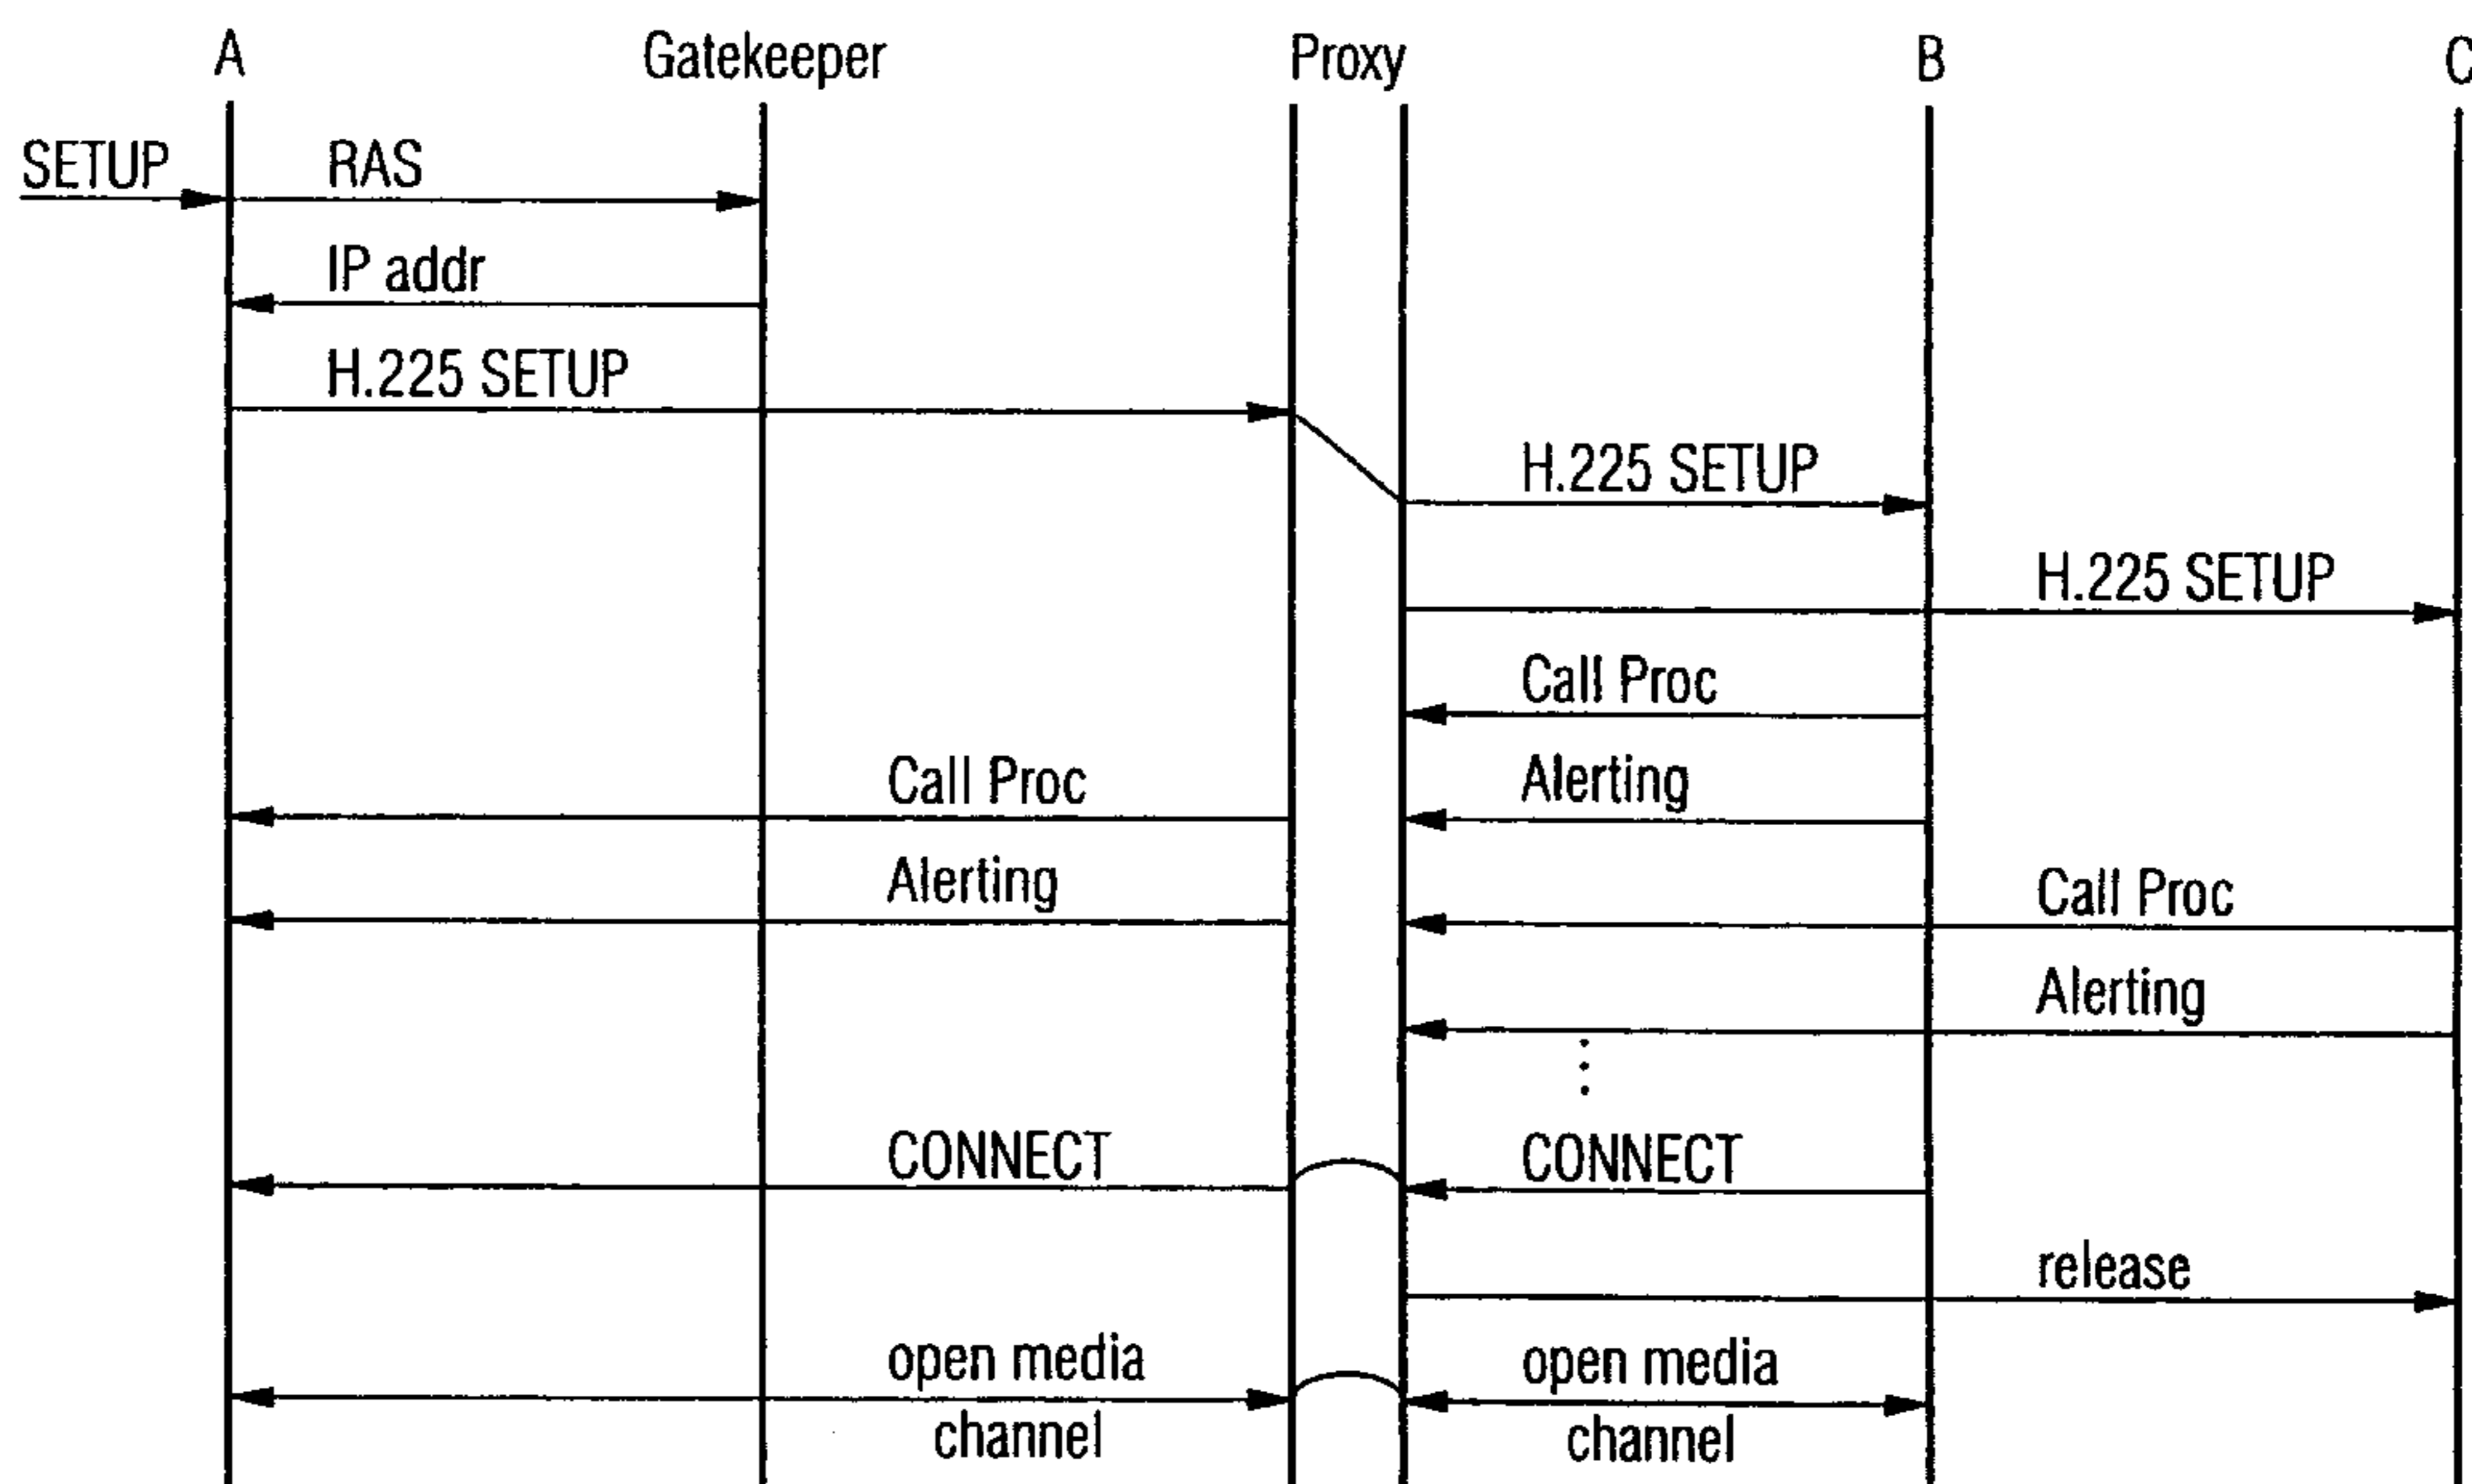 A
Gatekeeper
Proxy
B
C
SETUP
RAS
IP addr
H.225 SETUP
H.225 SETUP
H.225 SETUP
Call Proc
Call Proc
Alerting
Alerting
Call Proc
Alerting
CONNECT
CONNECT
release
open media
channel
open media
channel